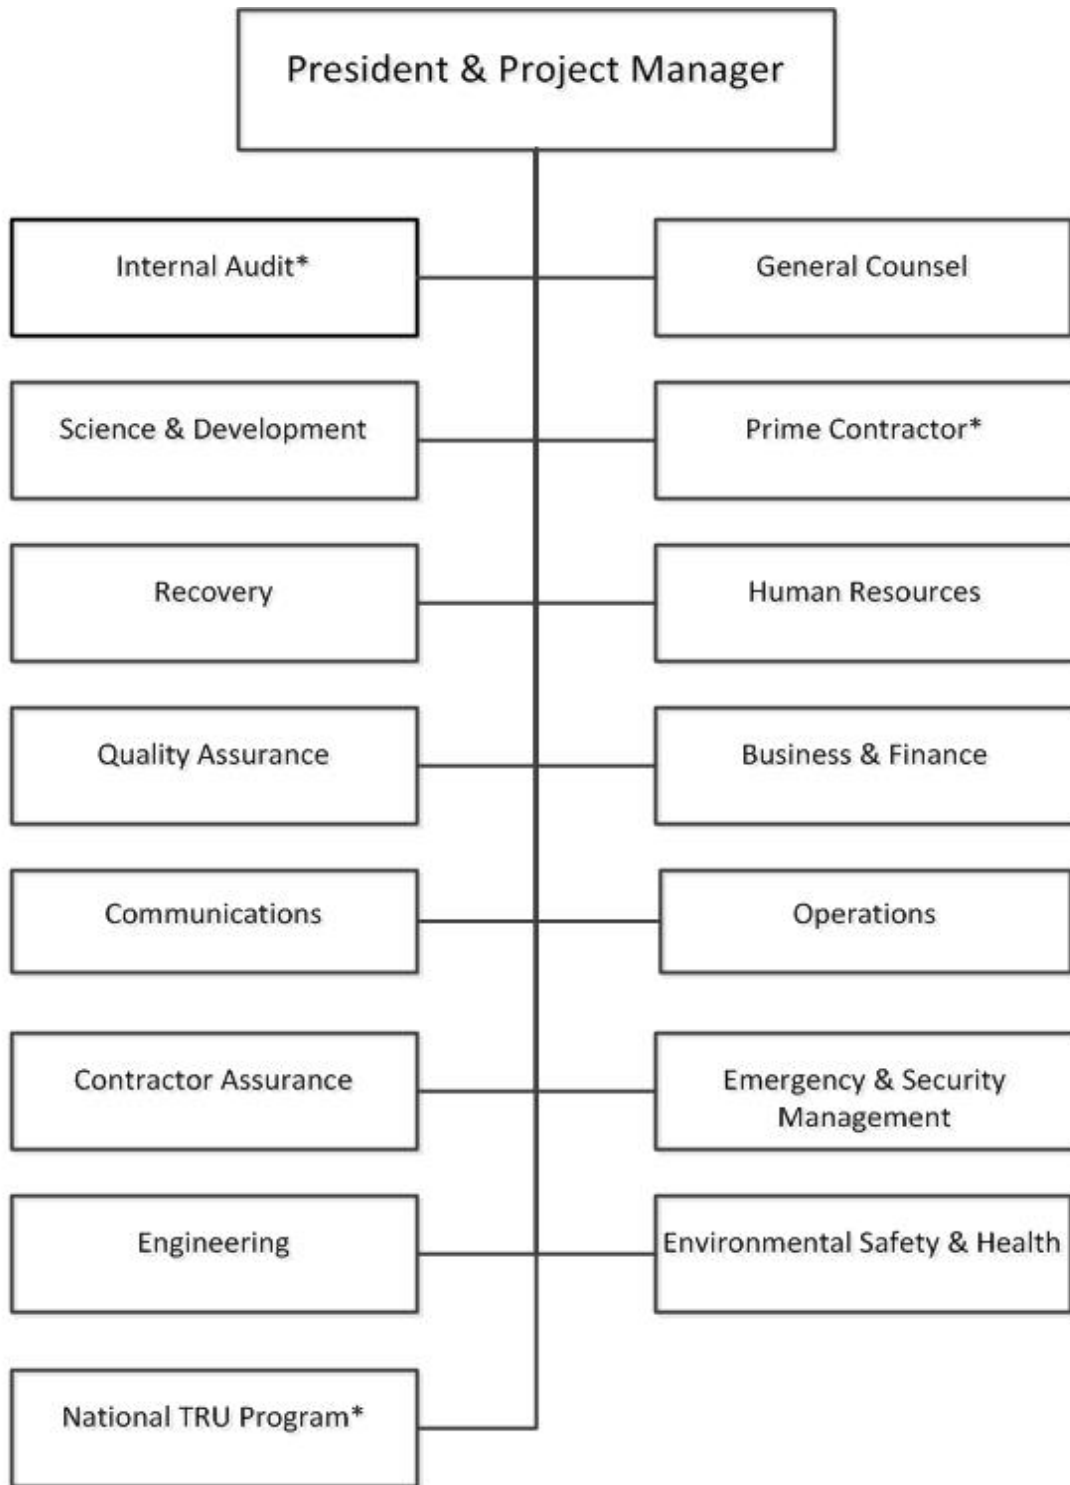 President & Project Manager
Internal Audit*
General Counsel
Science & Development
Prime Contractor*
Recovery
Human Resources
Quality Assurance
Business & Finance
Communications
Operations
Contractor Assurance
Emergency & Security
Management
Engineering
Environmental Safety & Health
National TRU Program*